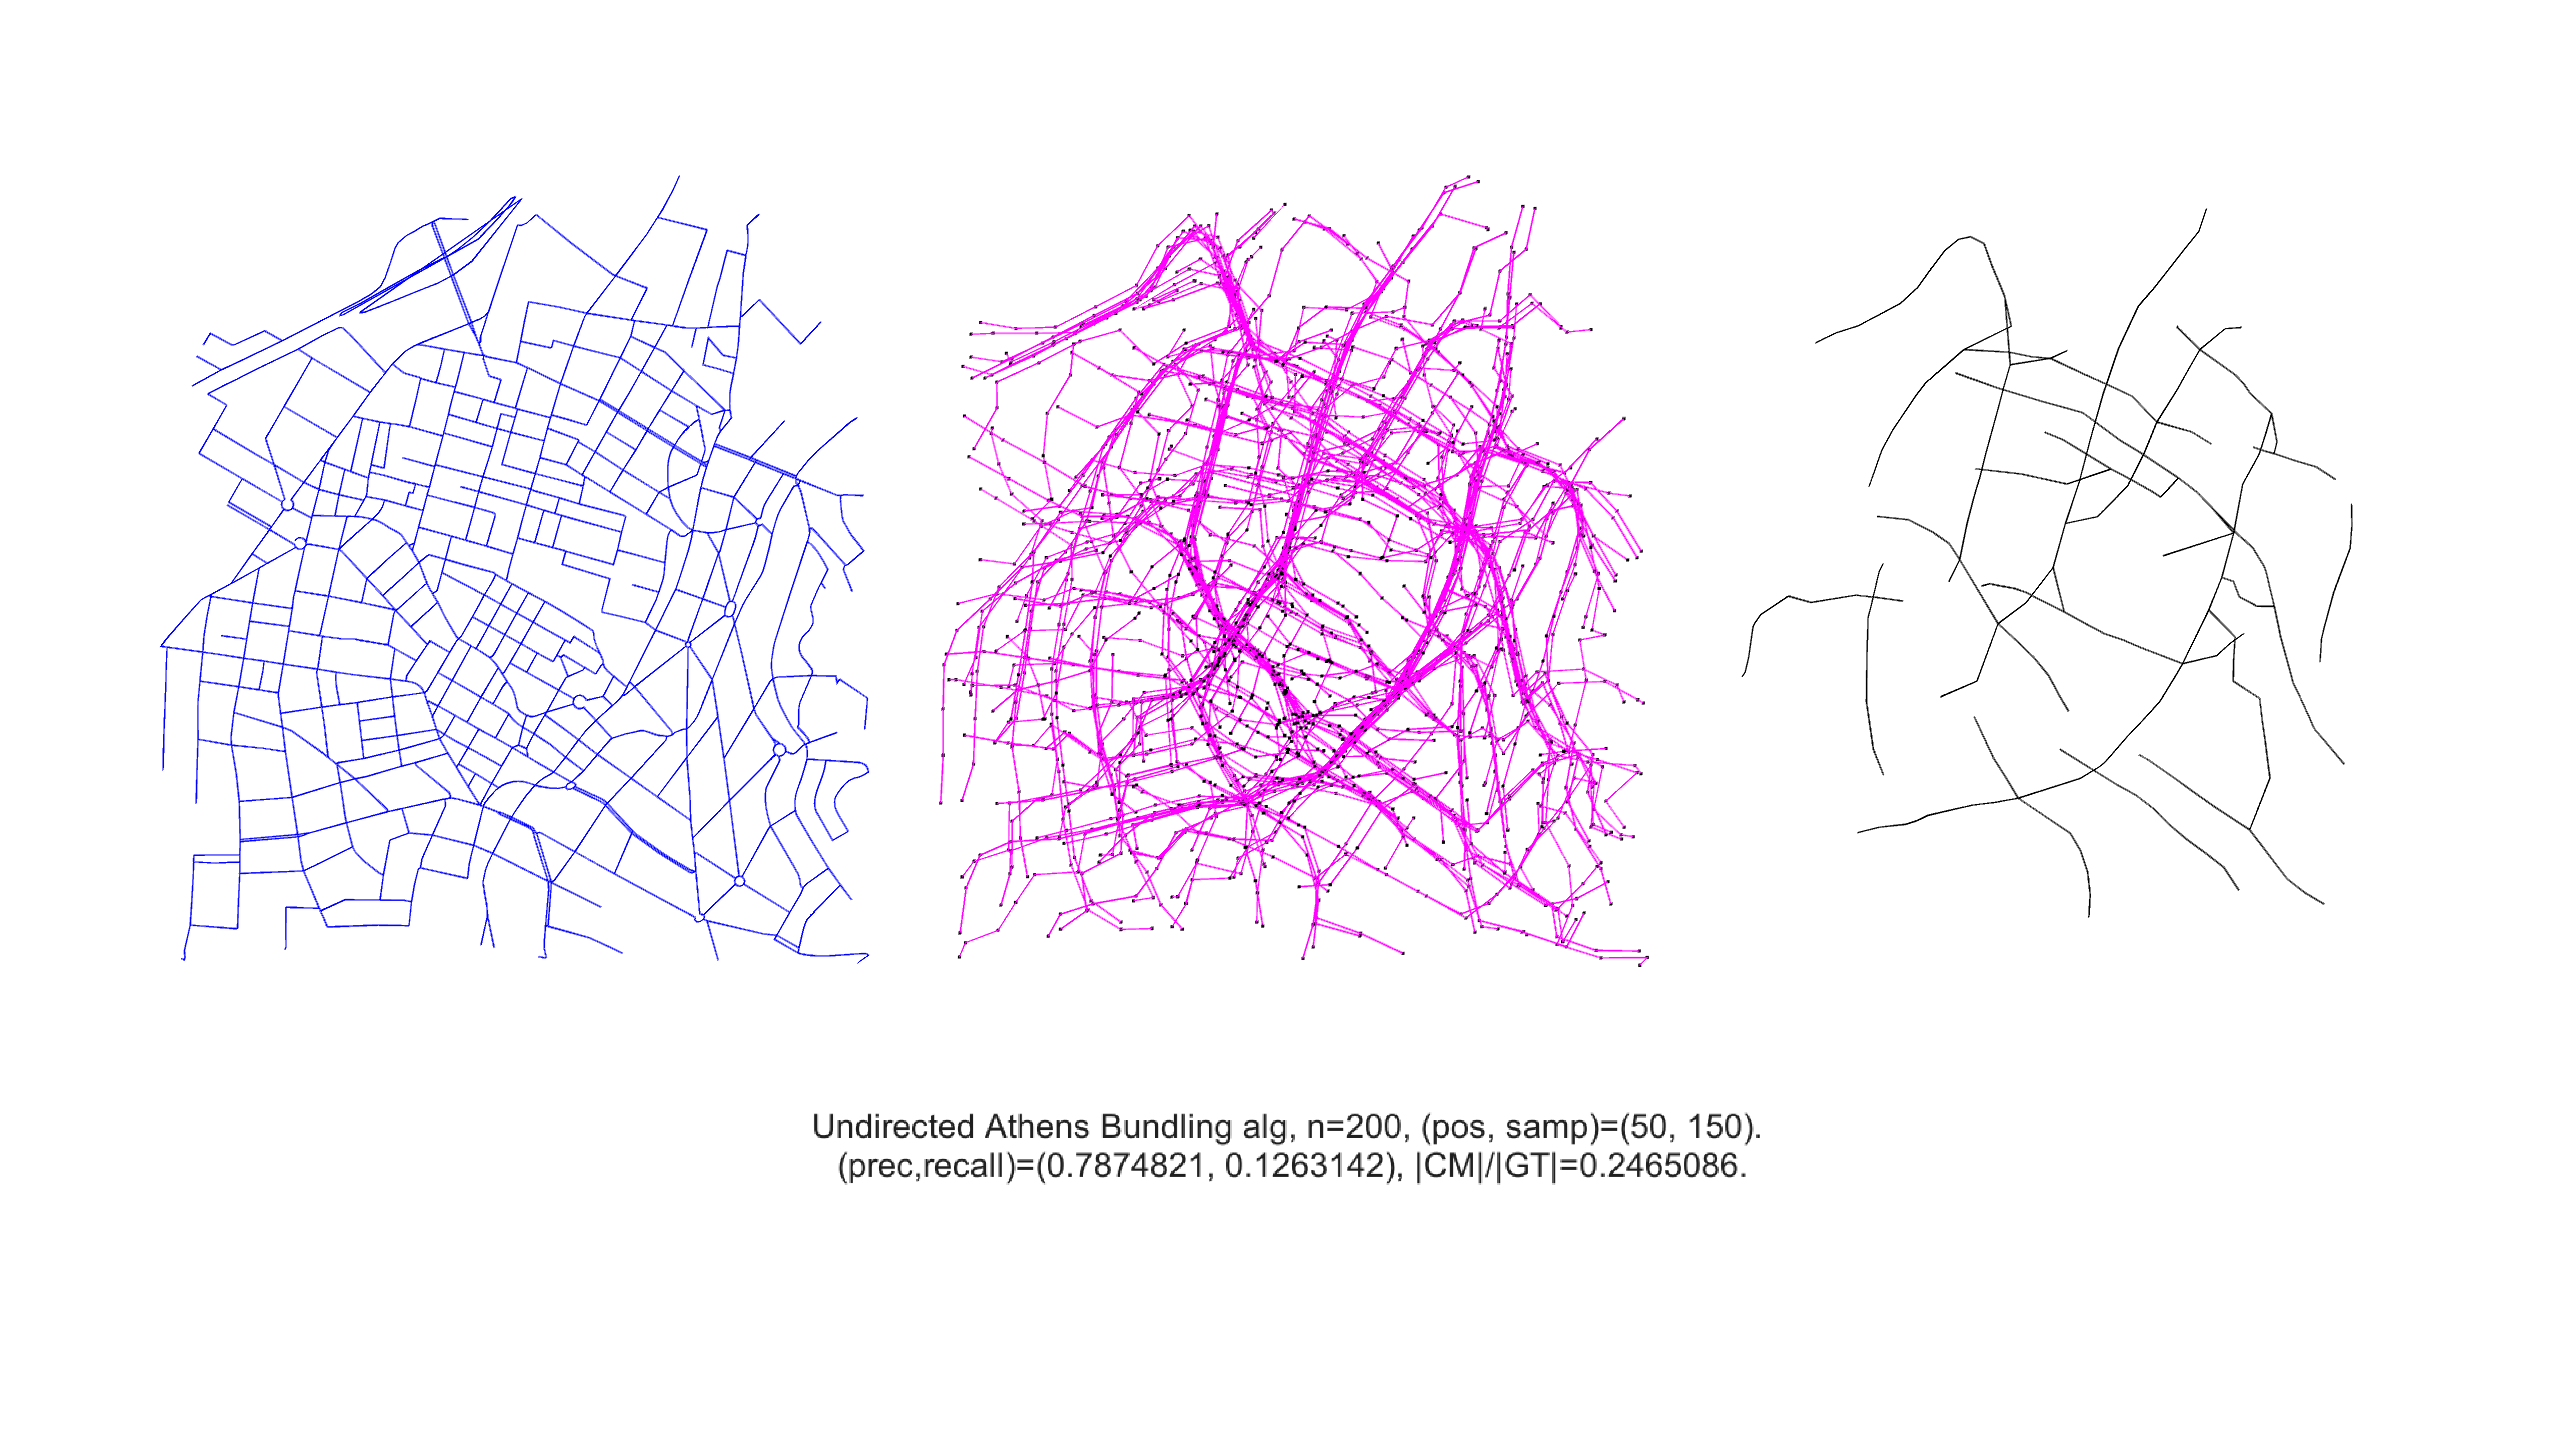 Undirected Athens Bundling alg, n=200, (pos, samp)=(50, 150).
(prec,recall)=(0.7874821, 0.1263142), |CM|/|GT|=0.2465086.